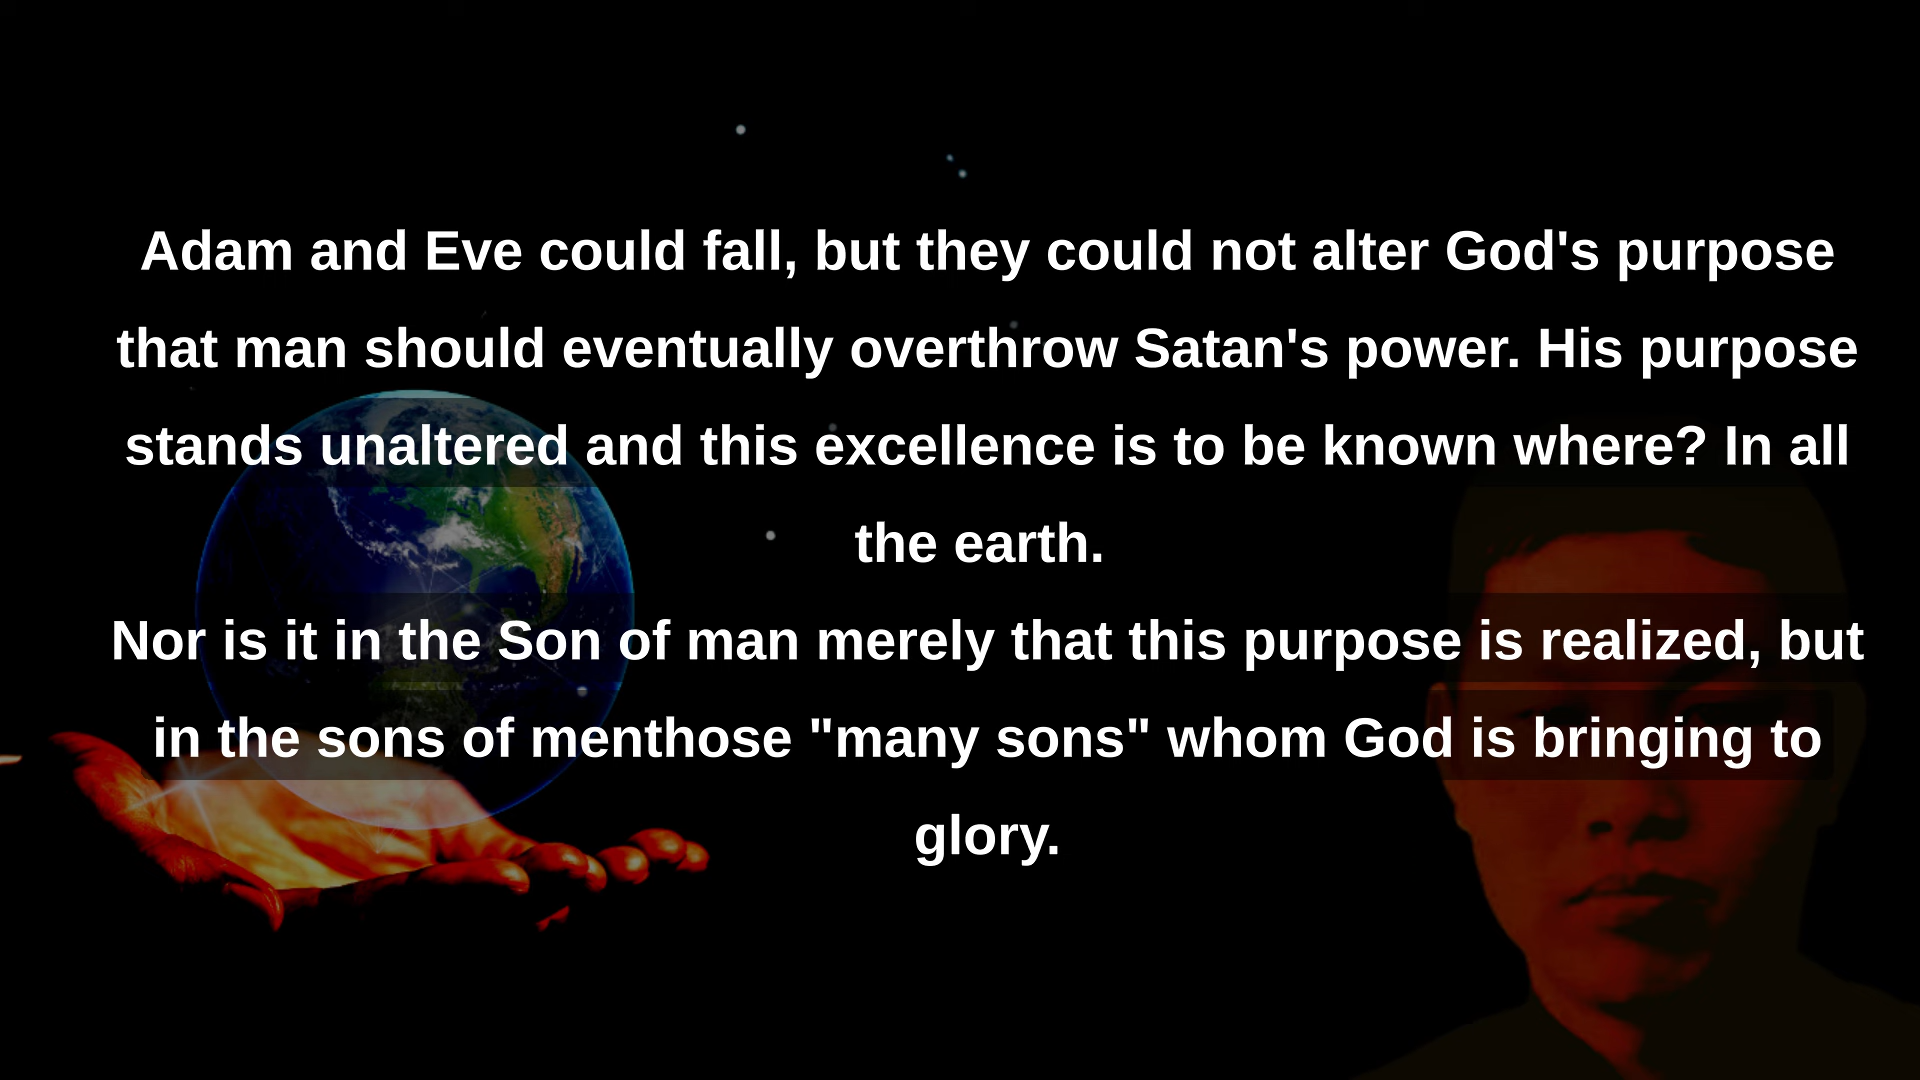 Adam and Eve could fall, but they could not alter God's purpose
that man should eventually overthrow Satan's power. His purpose
stands unaltered and this excellence is to be known where? In all
the earth.
Nor is it in the Son of man merely that this purpose is realized, but
in the sons of menthose "many sons" whom God is bringing to
glory.